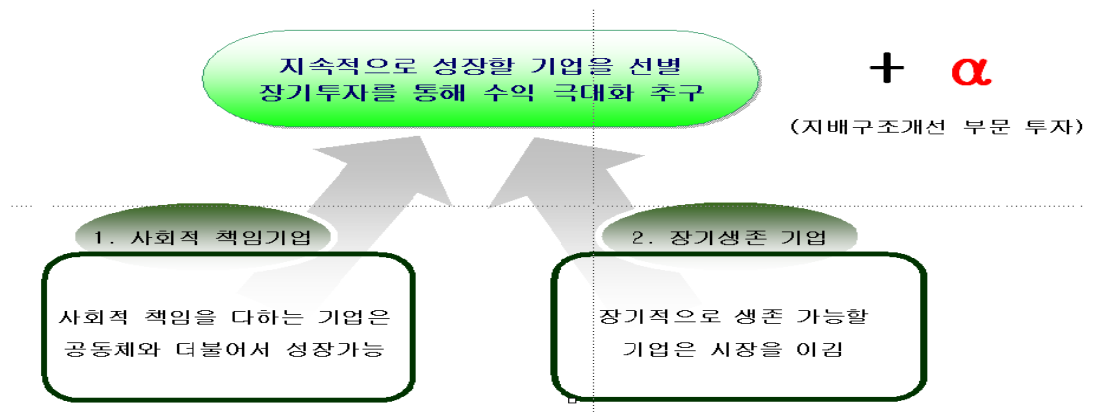 지속적으로 성장할 기업을 선별
장기투자를 통해 수익 극대화 추구
+ α
(지배구조개선 부문 투자)
1. 사회적 책임기업
사회적 책임을 다하는 기업은
공동체와 더불어서 성장가능
2. 장기생존 기업
장기적으로 생존 가능할
기업은 시장을 이김